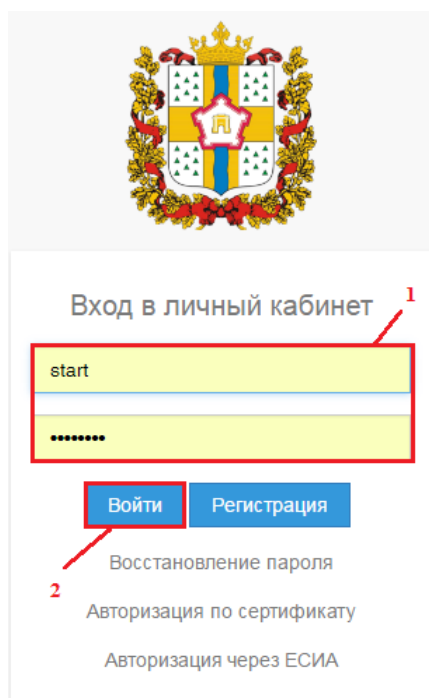 Вход в личный кабинет
1
start
••••••••
Войти Регистрация
2
Восстановление пароля
Авторизация по сертификату
Авторизация через ЕСИА